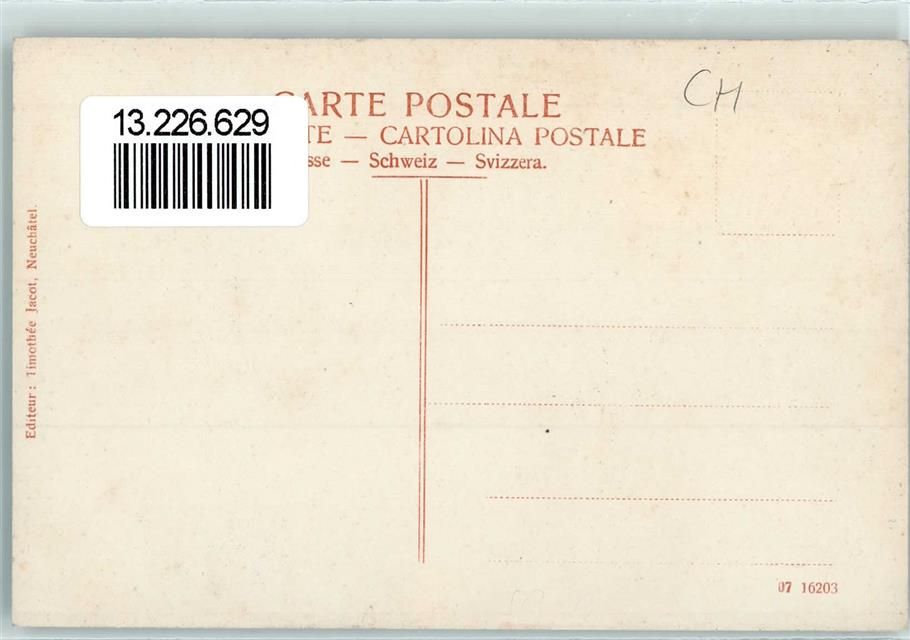 CARTE POSTALE
CH
13.226.629
TE — CARTOLINA POSTALE
sse — Schweiz — Svizzera.
Editeur: Timothée Jacot, Neuchâtel.
07 16203